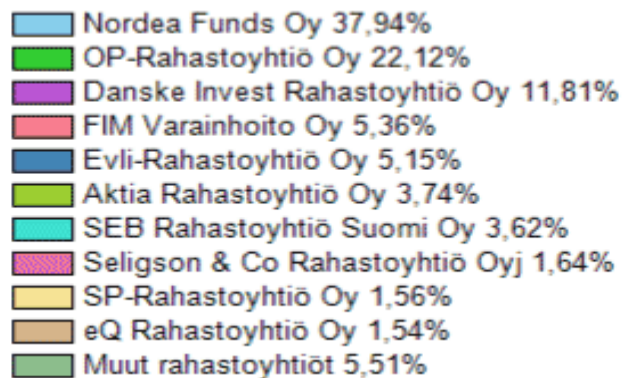 Nordea Funds Oy 37,94%
OP-Rahastoyhtiö Oy 22,12%
Danske Invest Rahastoyhtiö Oy 11,81%
FIM Varainhoito Oy 5,36%
Evli-Rahastoyhtiö Oy 5,15%
Aktia Rahastoyhtiö Oy 3,74%
SEB Rahastoyhtiö Suomi Oy 3,62%
Seligson & Co Rahastoyhtiö Oyj 1,64%
SP-Rahastoyhtiö Oy 1,56%
eQ Rahastoyhtiö Oy 1,54%
Muut rahastoyhtiöt 5,51%